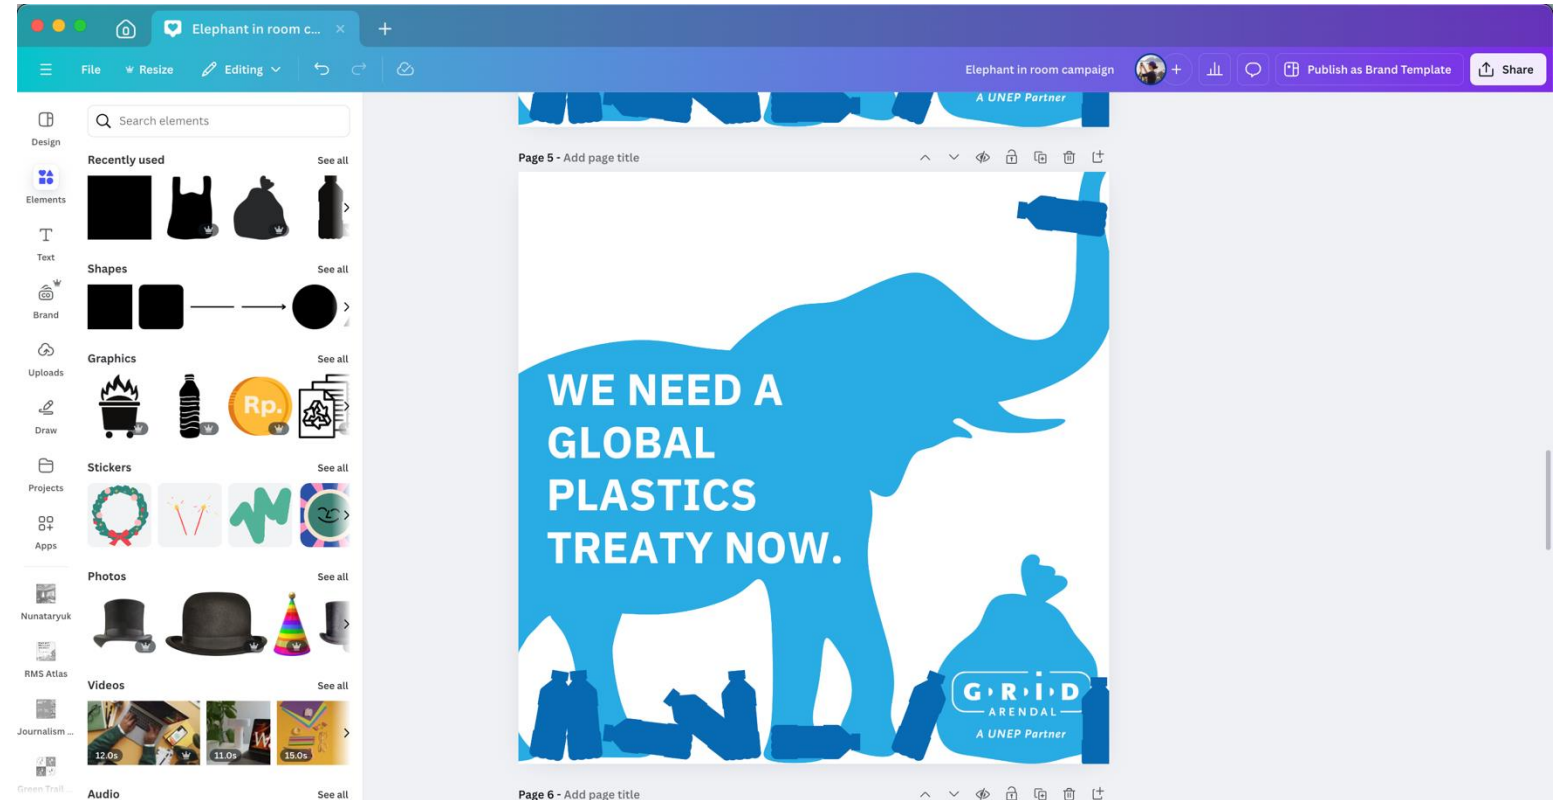 Elephant in room c...
File
Resize
Editing
Elephant in room campaign
Publish as Brand Template
Share
Design
Elements
Text
Brand
Uploads
Draw
Projects
Apps
Nunataryuk
RMS Atlas
Journalism ...
Green Trail...
Search elements
Recently used See all
Shapes See all
Graphics See all
Rp.
Stickers See all
Photos See all
Videos See all
12.0s 11.0s 15.0s
Audio See all
A UNEP Partner
Page 5 - Add page title
WE NEED A
GLOBAL
PLASTICS
TREATY NOW.
G·R·i·D
ARENDAL
A UNEP Partner
Page 6 - Add page title